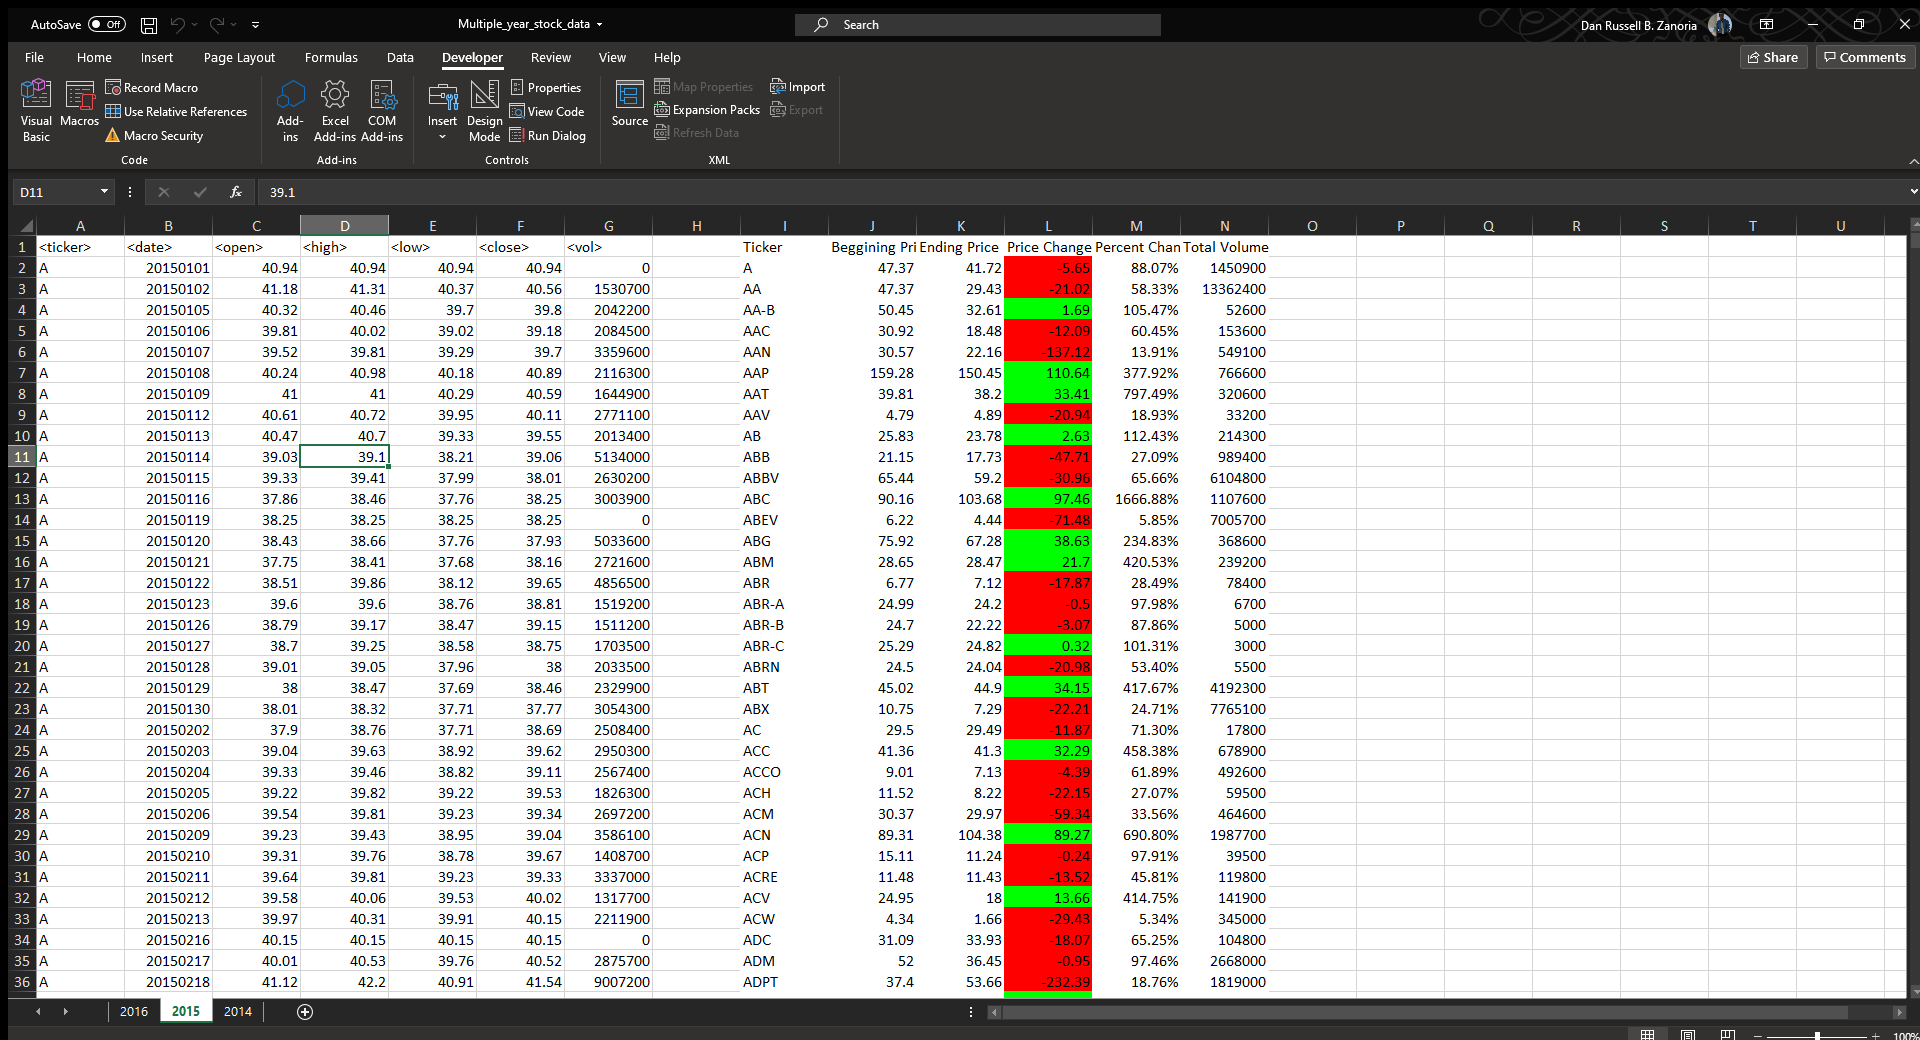 AutoSave Off Multiple_year_stock_data Search Dan Russell B. Zanoria
File Home Insert Page Layout Formulas Data Developer Review View Help Share Comments
Visual Basic Macros Record Macro Use Relative References Macro Security Add-ins Excel Add-ins COM Add-ins Insert Design Mode Properties View Code Run Dialog Source Map Properties Expansion Packs Refresh Data Import Export
Code Add-ins Controls XML
D11 fx 39.1
A B C D E F G H I J K L M N O P Q R S T U
1 <ticker> <date> <open> <high> <low> <close> <vol> Ticker Beggining Pri Ending Price Price Change Percent Chan Total Volume
2 A 20150101 40.94 40.94 40.94 40.94 0 A 47.37 41.72 -5.65 88.07% 1450900
3 A 20150102 41.18 41.31 40.37 40.56 1530700 AA 47.37 29.43 -21.02 58.33% 13362400
4 A 20150105 40.32 40.46 39.7 39.8 2042200 AA-B 50.45 32.61 1.69 105.47% 52600
5 A 20150106 39.81 40.02 39.02 39.18 2084500 AAC 30.92 18.48 -12.09 60.45% 153600
6 A 20150107 39.52 39.81 39.29 39.7 3359600 AAN 30.57 22.16 -137.12 13.91% 549100
7 A 20150108 40.24 40.98 40.18 40.89 2116300 AAP 159.28 150.45 110.64 377.92% 766600
8 A 20150109 41 41 40.29 40.59 1644900 AAT 39.81 38.2 33.41 797.49% 320600
9 A 20150112 40.61 40.72 39.95 40.11 2771100 AAV 4.79 4.89 -20.94 18.93% 33200
10 A 20150113 40.47 40.7 39.33 39.55 2013400 AB 25.83 23.78 2.63 112.43% 214300
11 A 20150114 39.03 39.1 38.21 39.06 5134000 ABB 21.15 17.73 -47.71 27.09% 989400
12 A 20150115 39.33 39.41 37.99 38.01 2630200 ABBV 65.44 59.2 -30.96 65.66% 6104800
13 A 20150116 37.86 38.46 37.76 38.25 3003900 ABC 90.16 103.68 97.46 1666.88% 1107600
14 A 20150119 38.25 38.25 38.25 38.25 0 ABEV 6.22 4.44 -71.48 5.85% 7005700
15 A 20150120 38.43 38.66 37.76 37.93 5033600 ABG 75.92 67.28 38.63 234.83% 368600
16 A 20150121 37.75 38.41 37.68 38.16 2721600 ABM 28.65 28.47 21.7 420.53% 239200
17 A 20150122 38.51 39.86 38.12 39.65 4856500 ABR 6.77 7.12 -17.87 28.49% 78400
18 A 20150123 39.6 39.6 38.76 38.81 1519200 ABR-A 24.99 24.2 -0.5 97.98% 6700
19 A 20150126 38.79 39.17 38.47 39.15 1511200 ABR-B 24.7 22.22 -3.07 87.86% 5000
20 A 20150127 38.7 39.25 38.58 38.75 1703500 ABR-C 25.29 24.82 0.32 101.31% 3000
21 A 20150128 39.01 39.05 37.96 38 2033500 ABRN 24.5 24.04 -20.98 53.40% 5500
22 A 20150129 38 38.47 37.69 38.46 2329900 ABT 45.02 44.9 34.15 417.67% 4192300
23 A 20150130 38.01 38.32 37.71 37.77 3054300 ABX 10.75 7.29 -22.21 24.71% 7765100
24 A 20150202 37.9 38.76 37.71 38.69 2508400 AC 29.5 29.49 -11.87 71.30% 17800
25 A 20150203 39.04 39.63 38.92 39.62 2950300 ACC 41.36 41.3 32.29 458.38% 678900
26 A 20150204 39.33 39.46 38.82 39.11 2567400 ACCO 9.01 7.13 -4.39 61.89% 492600
27 A 20150205 39.22 39.82 39.22 39.53 1826300 ACH 11.52 8.22 -22.15 27.07% 59500
28 A 20150206 39.54 39.81 39.23 39.34 2697200 ACM 30.37 29.97 -59.34 33.56% 464600
29 A 20150209 39.23 39.43 38.95 39.04 3586100 ACN 89.31 104.38 89.27 690.80% 1987700
30 A 20150210 39.31 39.76 38.78 39.67 1408700 ACP 15.11 11.24 -0.24 97.91% 39500
31 A 20150211 39.64 39.81 39.23 39.33 3337000 ACRE 11.48 11.43 -13.52 45.81% 119800
32 A 20150212 39.58 40.06 39.53 40.02 1317700 ACV 24.95 18 13.66 414.75% 141900
33 A 20150213 39.97 40.31 39.91 40.15 2211900 ACW 4.34 1.66 -29.43 5.34% 345000
34 A 20150216 40.15 40.15 40.15 40.15 0 ADC 31.09 33.93 -18.07 65.25% 104800
35 A 20150217 40.01 40.53 39.76 40.52 2875700 ADM 52 36.45 -0.95 97.46% 2668000
36 A 20150218 41.12 42.2 40.91 41.54 9007200 ADPT 37.4 53.66 -232.39 18.76% 1819000
2016 2015 2014
100%